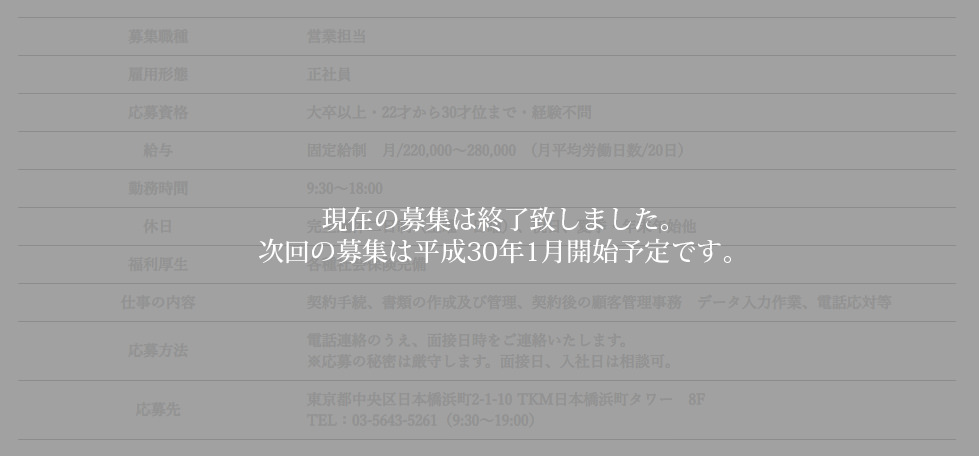 募集職種 営業担当
雇用形態 正社員
応募資格 大卒以上・22才から30才位まで・経験不問
給与 固定給制 月/220,000〜280,000 （月平均労働日数/20日）
勤務時間 9:30〜18:00
現在の募集は終了致しました。
休日
次回の募集は平成30年1月開始予定です。
福利厚生 各種社会保険完備
仕事の内容 契約手続、書類の作成及び管理、契約後の顧客管理事務 データ入力作業、電話応対等
応募方法 電話連絡のうえ、面接日時をご連絡いたします。
※応募の秘密は厳守します。面接日、入社日は相談可。
応募先 東京都中央区日本橋浜町2-1-10 TKM日本橋浜町タワー 8F
TEL：03-5643-5261（9:30〜19:00）